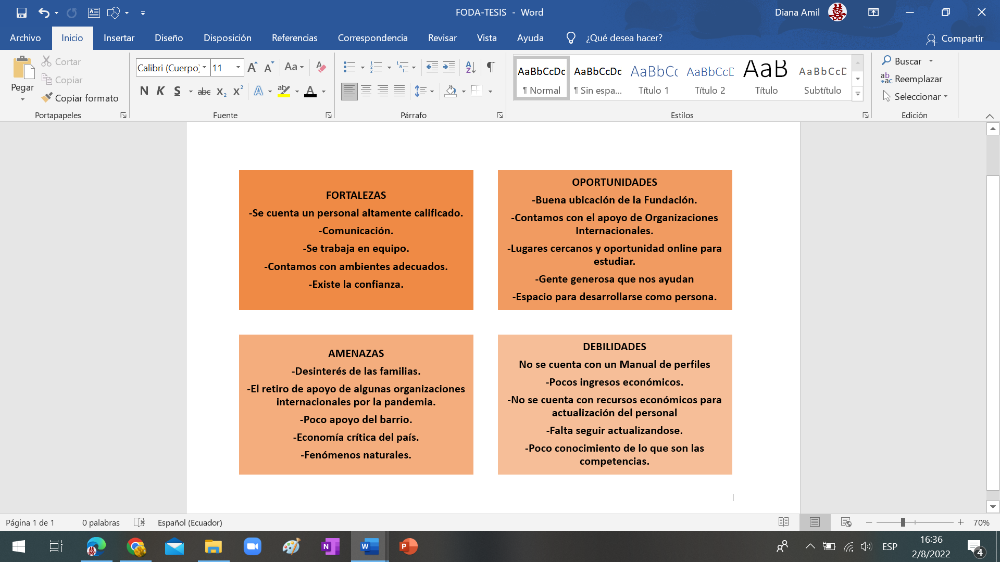 FODA-TESIS - Word
Diana Amil
Archivo
Inicio
Insertar
Diseño
Disposición
Referencias
Correspondencia
Revisar
Vista
Ayuda
¿Qué desea hacer?
Compartir
Pegar
Cortar
Copiar
Copiar formato
Portapapeles
Calibri (Cuerpo)
11
Aa
N K S abc x₂ x²
Fuente
Párrafo
AaBbCcDc
¶ Normal
AaBbCcDc
¶ Sin espa...
AaBbCc
Título 1
AaBbCcD
Título 2
AaB
Título
AaBbCcD
Subtítulo
Estilos
Buscar
Reemplazar
Seleccionar
Edición
FORTALEZAS
-Se cuenta un personal altamente calificado.
-Comunicación.
-Se trabaja en equipo.
-Contamos con ambientes adecuados.
-Existe la confianza.
OPORTUNIDADES
-Buena ubicación de la Fundación.
-Contamos con el apoyo de Organizaciones
Internacionales.
-Lugares cercanos y oportunidad online para
estudiar.
-Gente generosa que nos ayudan
-Espacio para desarrollarse como persona.
AMENAZAS
-Desinterés de las familias.
-El retiro de apoyo de algunas organizaciones
internacionales por la pandemia.
-Poco apoyo del barrio.
-Economía crítica del país.
-Fenómenos naturales.
DEBILIDADES
No se cuenta con un Manual de perfiles
-Pocos ingresos económicos.
-No se cuenta con recursos económicos para
actualización del personal
-Falta seguir actualizandose.
-Poco conocimiento de lo que son las
competencias.
Página 1 de 1
0 palabras
Español (Ecuador)
70%
ESP
16:36
2/8/2022
4